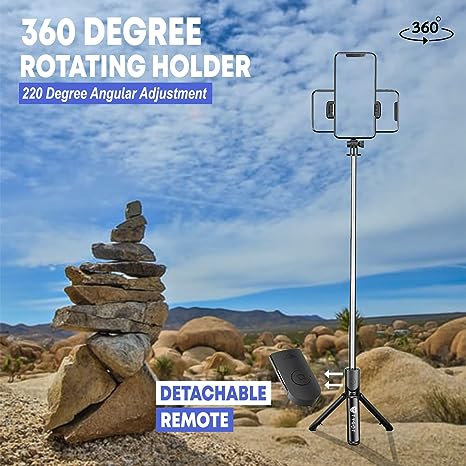 360 DEGREE
ROTATING HOLDER
220 Degree Angular Adjustment
360°
DETACHABLE
REMOTE